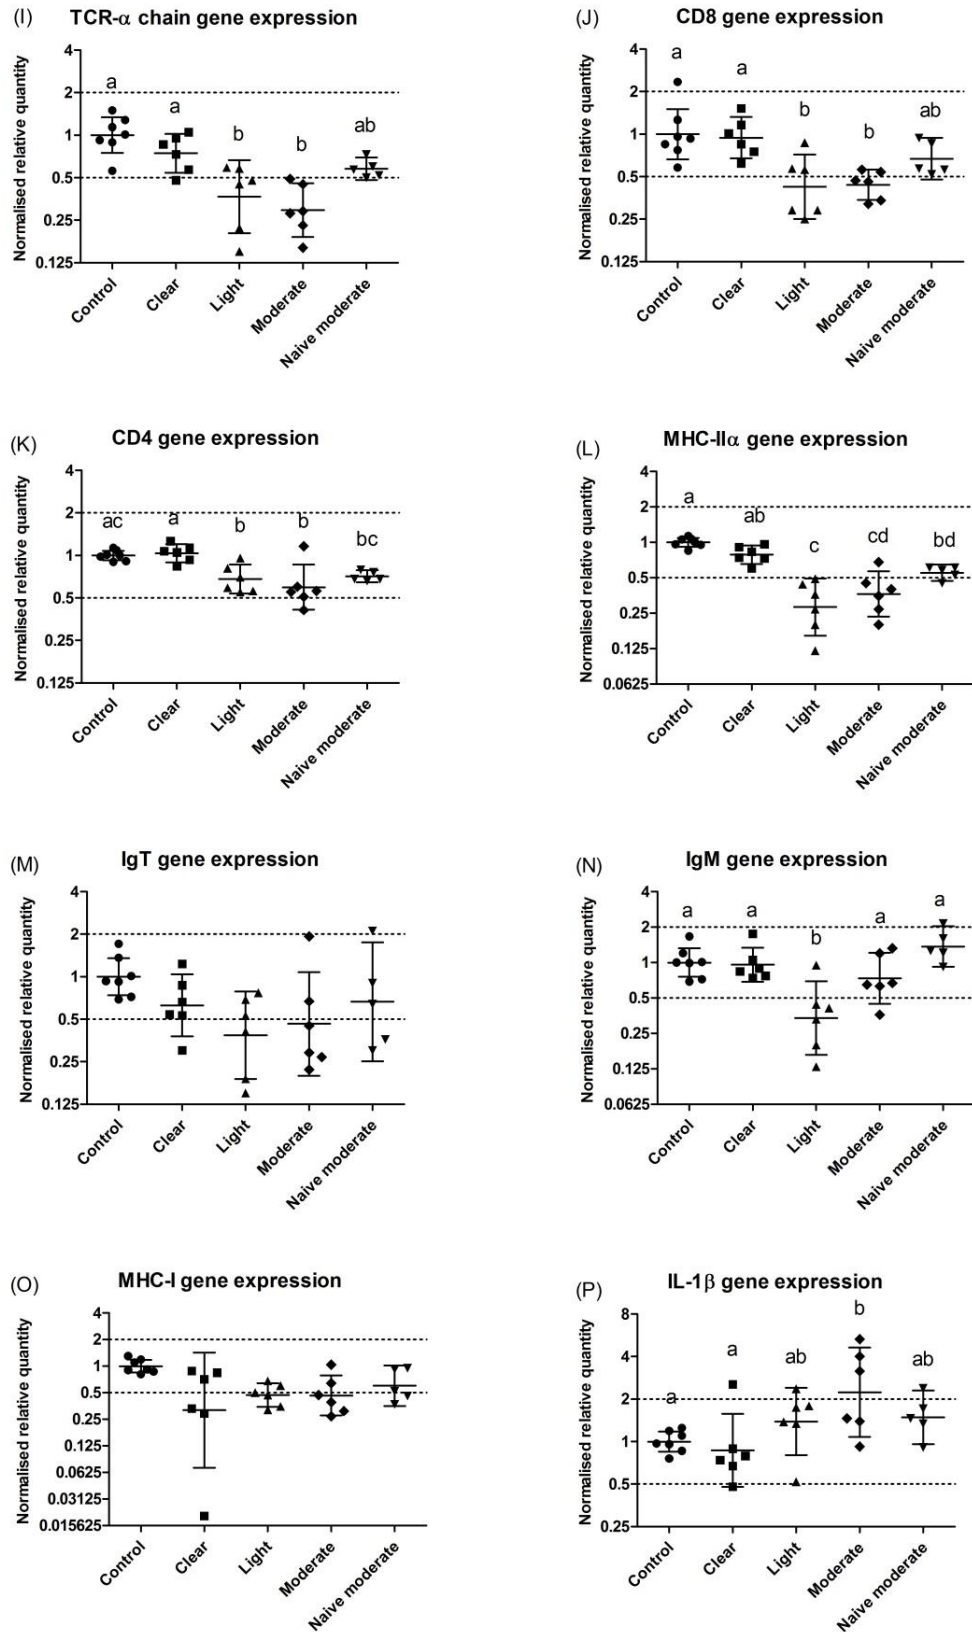 (I) TCR-α chain gene expression
Normalised relative quantity
4
2
1
0.5
0.25
0.125
a
a
b
b
ab
Control
Clear
Light
Moderate
Naive moderate
(J) CD8 gene expression
Normalised relative quantity
4
2
1
0.5
0.25
0.125
a
a
b
b
ab
Control
Clear
Light
Moderate
Naive moderate
(K) CD4 gene expression
Normalised relative quantity
4
2
1
0.5
0.25
0.125
ac
a
b
b
bc
Control
Clear
Light
Moderate
Naive moderate
(L) MHC-IIα gene expression
Normalised relative quantity
4
2
1
0.5
0.25
0.125
0.0625
a
ab
c
cd
bd
Control
Clear
Light
Moderate
Naive moderate
(M) IgT gene expression
Normalised relative quantity
4
2
1
0.5
0.25
0.125
Control
Clear
Light
Moderate
Naive moderate
(N) IgM gene expression
Normalised relative quantity
4
2
1
0.5
0.25
0.125
0.0625
a
a
b
a
a
Control
Clear
Light
Moderate
Naive moderate
(O) MHC-I gene expression
Normalised relative quantity
4
2
1
0.5
0.25
0.125
0.0625
0.03125
0.015625
Control
Clear
Light
Moderate
Naive moderate
(P) IL-1β gene expression
Normalised relative quantity
8
4
2
1
0.5
0.25
a
a
ab
b
ab
Control
Clear
Light
Moderate
Naive moderate